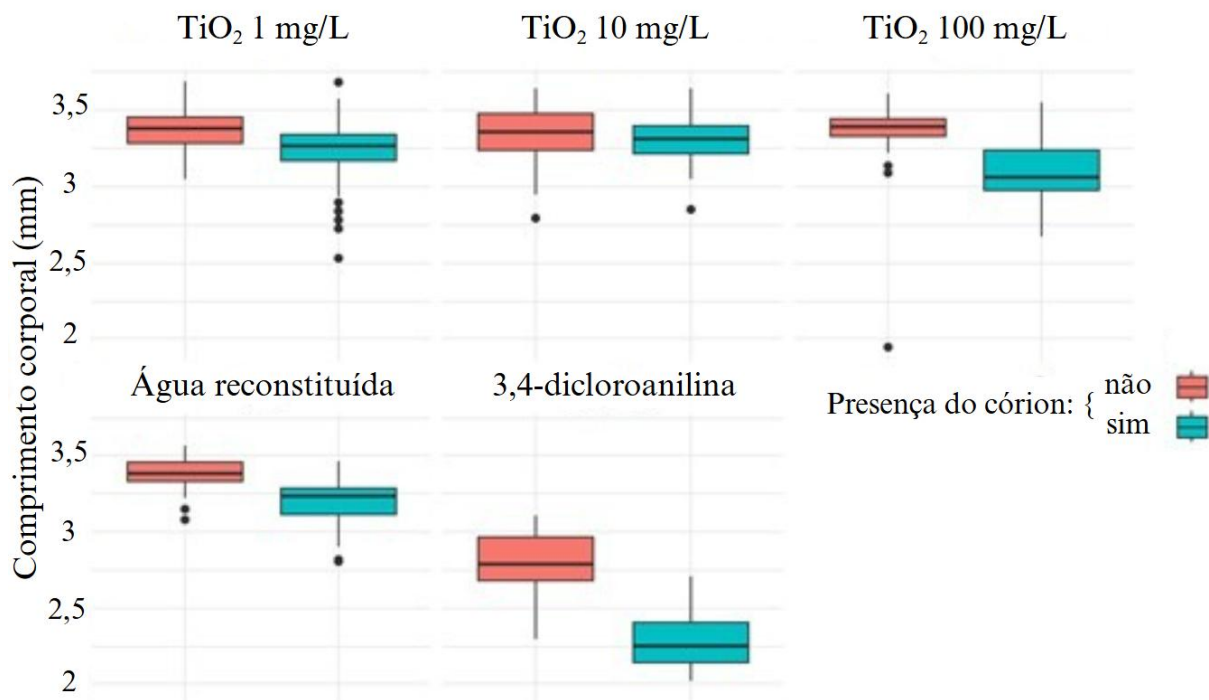 TiO₂ 1 mg/L
TiO₂ 10 mg/L
TiO₂ 100 mg/L
Comprimento corporal (mm)
3,5
3
2,5
2
Água reconstituída
3,4-dicloroanilina
Presença do córion: {
não
sim
3,5
3
2,5
2